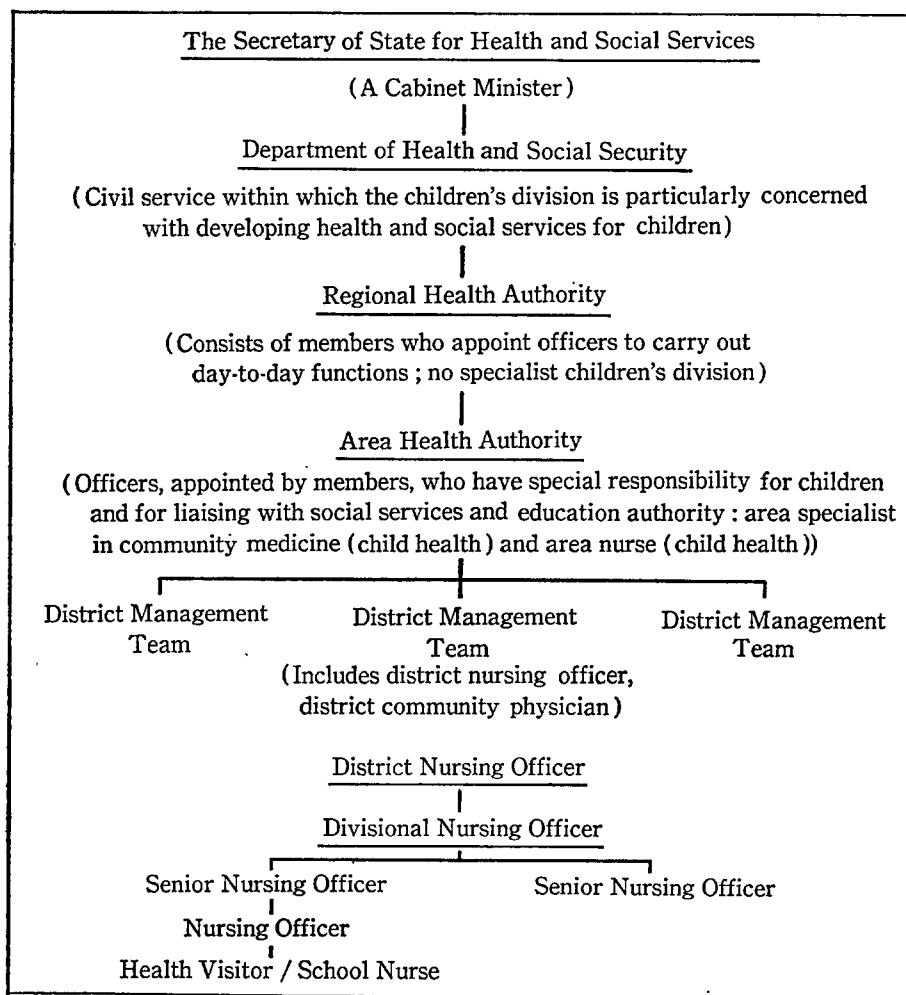 The Secretary of State for Health and Social Services
(A Cabinet Minister)
Department of Health and Social Security
(Civil service within which the children's division is particularly concerned
with developing health and social services for children)
Regional Health Authority
(Consists of members who appoint officers to carry out
day-to-day functions ; no specialist children's division)
Area Health Authority
(Officers, appointed by members, who have special responsibility for children
and for liaising with social services and education authority : area specialist
in community medicine (child health) and area nurse (child health))
District Management District Management District Management
Team Team Team
(Includes district nursing officer,
district community physician)
District Nursing Officer
Divisional Nursing Officer
Senior Nursing Officer Senior Nursing Officer
Nursing Officer
Health Visitor / School Nurse